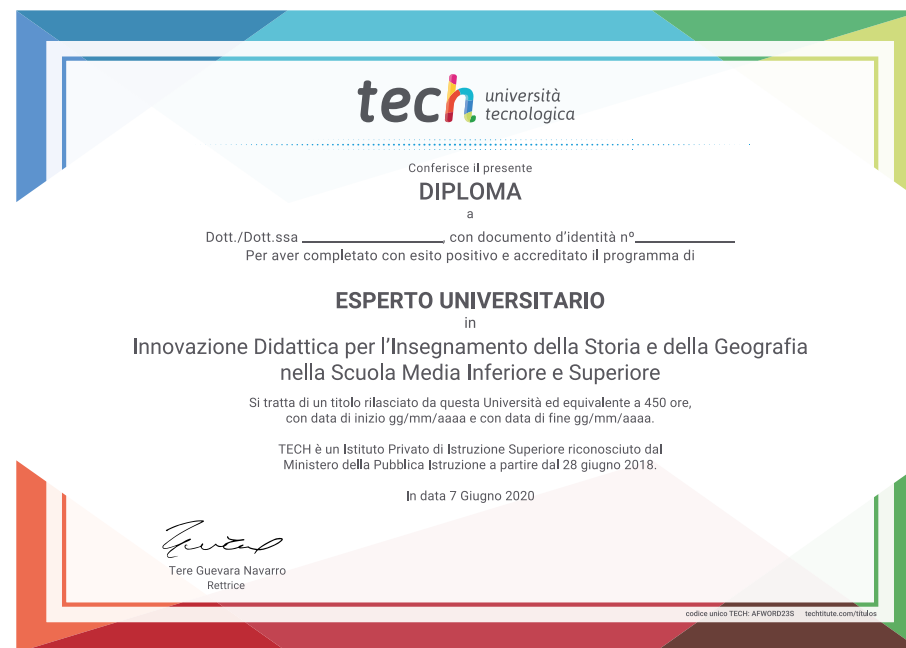 tech università
tecnologica
Conferisce il presente
DIPLOMA
a
Dott./Dott.ssa ____________________, con documento d'identità nº______________
Per aver completato con esito positivo e accreditato il programma di
ESPERTO UNIVERSITARIO
in
Innovazione Didattica per l'Insegnamento della Storia e della Geografia
nella Scuola Media Inferiore e Superiore
Si tratta di un titolo rilasciato da questa Università ed equivalente a 450 ore,
con data di inizio gg/mm/aaaa e con data di fine gg/mm/aaaa.
TECH è un Istituto Privato di Istruzione Superiore riconosciuto dal
Ministero della Pubblica Istruzione a partire dal 28 giugno 2018.
In data 7 Giugno 2020
Tere Guevara Navarro
Rettrice
codice unico TECH: AFWORD23S techtitute.com/titulos